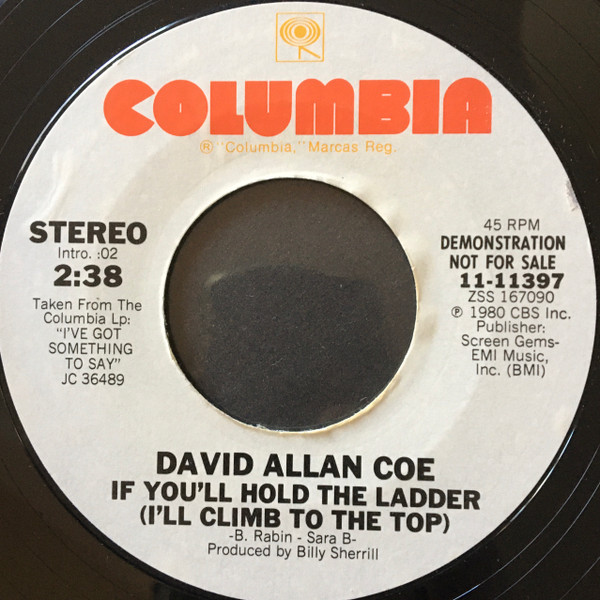 COLUMBIA
® "Columbia," Marcas Reg.
STEREO
Intro. :02
2:38
Taken From The
Columbia Lp:
"I'VE GOT
SOMETHING
TO SAY"
JC 36489
45 RPM
DEMONSTRATION
NOT FOR SALE
11-11397
ZSS 167090
℗ 1980 CBS Inc.
Publisher:
Screen Gems-
EMI Music,
Inc. (BMI)
DAVID ALLAN COE
IF YOU'LL HOLD THE LADDER
(I'LL CLIMB TO THE TOP)
-B. Rabin - Sara B-
Produced by Billy Sherrill